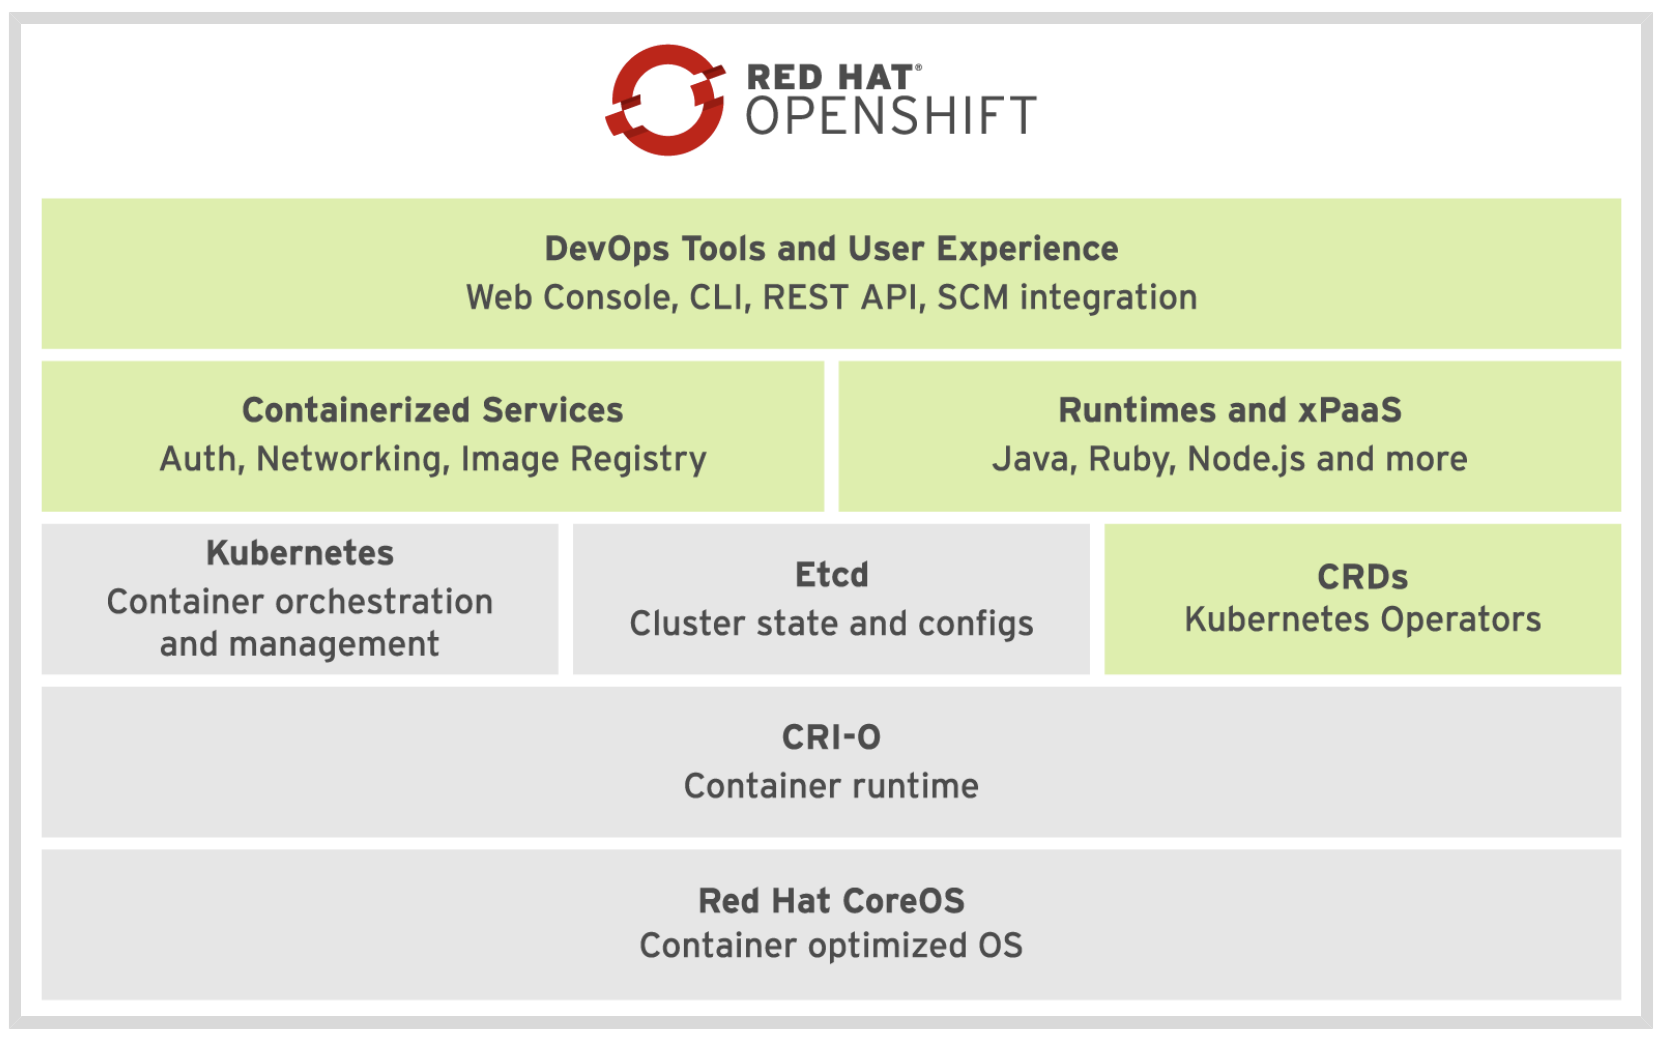 RED HAT®
OPENSHIFT
DevOps Tools and User Experience
Web Console, CLI, REST API, SCM integration
Containerized Services
Auth, Networking, Image Registry
Runtimes and xPaaS
Java, Ruby, Node.js and more
Kubernetes
Container orchestration
and management
Etcd
Cluster state and configs
CRDs
Kubernetes Operators
CRI-O
Container runtime
Red Hat CoreOS
Container optimized OS